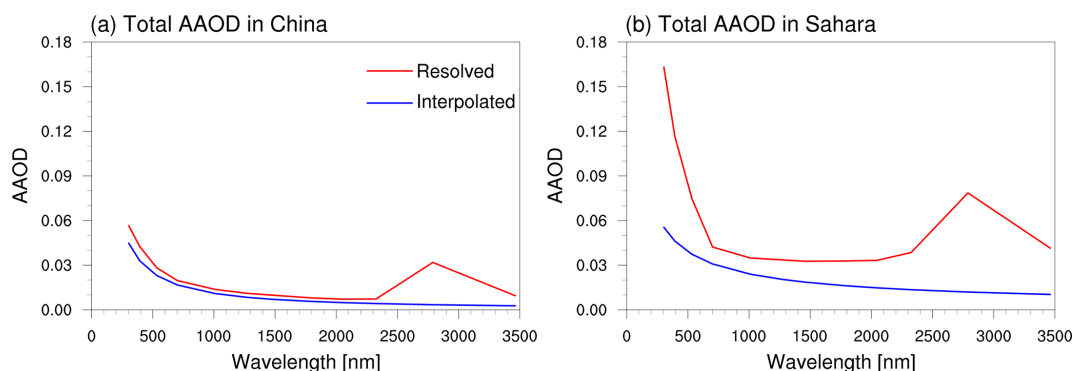 (a) Total AAOD in China
0.18
0.15
0.12
0.09
0.06
0.03
0.00
AAOD
0 500 1000 1500 2000 2500 3000 3500
Wavelength [nm]
Resolved
Interpolated
(b) Total AAOD in Sahara
0.18
0.15
0.12
0.09
0.06
0.03
0.00
AAOD
0 500 1000 1500 2000 2500 3000 3500
Wavelength [nm]